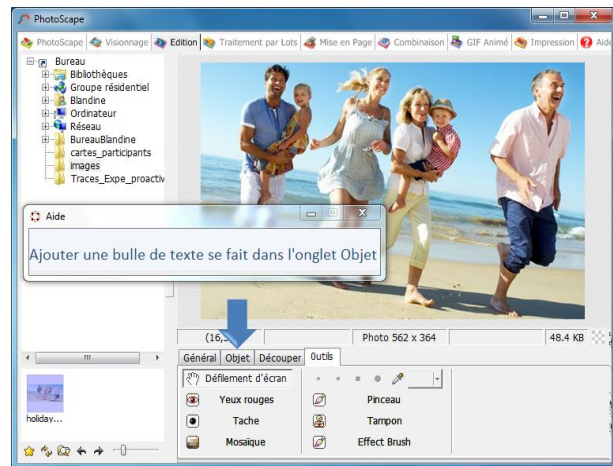 PhotoScape
PhotoScape Visionnage Edition Traitement par Lots Mise en Page Combinaison GIF Animé Impression Aide
Bureau
Bibliothèques
Groupe résidentiel
Blandine
Ordinateur
Réseau
BureauBlandine
cartes_participants
images
Traces_Expe_proactiv
Aide
Ajouter une bulle de texte se fait dans l'onglet Objet
Photo 562 x 364 48.4 KB
Général Objet Découper Outils
Défilement d'écran
Yeux rouges Pinceau
Tache Tampon
Mosaïque Effect Brush
holiday...